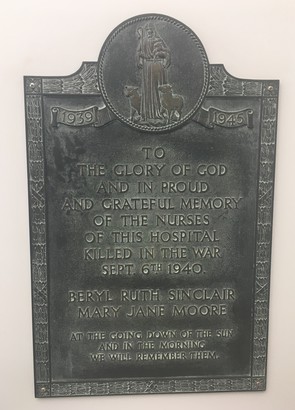 1939 1945
TO
THE GLORY OF GOD
AND IN PROUD
AND GRATEFUL MEMORY
OF THE NURSES
OF THIS HOSPITAL
KILLED IN THE WAR
SEPT. 6TH 1940.
BERYL RUTH SINCLAIR
MARY JANE MOORE
AT THE GOING DOWN OF THE SUN
AND IN THE MORNING
WE WILL REMEMBER THEM.